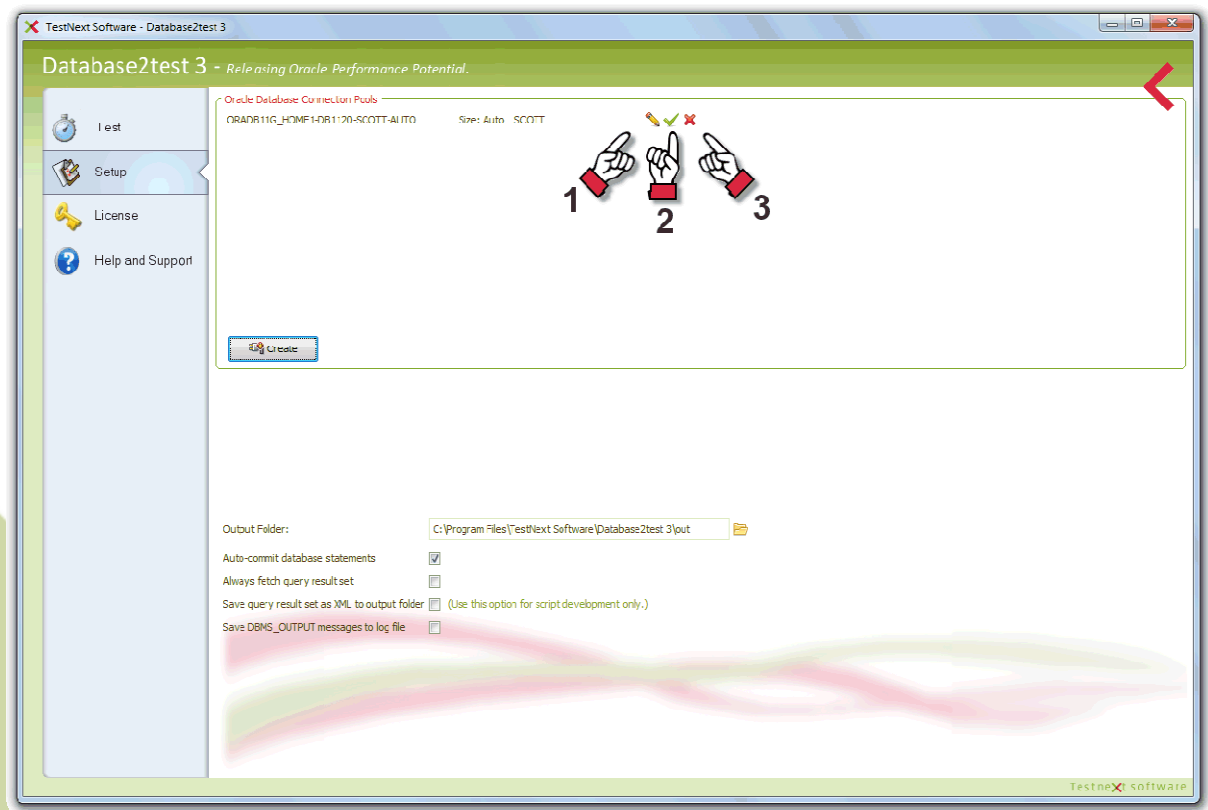 TestNext Software - Database2test 3
Database2test 3 - Releasing Oracle Performance Potential.
Test
Setup
License
Help and Support
Oracle Database Connection Pools
ORADB11G_HOME1-DB1120-SCOTT-AUTO Size: Auto SCOTT
1
2
3
Create
Output Folder: C:\Program Files\TestNext Software\Database2test 3\out
Auto-commit database statements
Always fetch query result set
Save query result set as XML to output folder (Use this option for script development only.)
Save DBMS_OUTPUT messages to log file
Testnext software